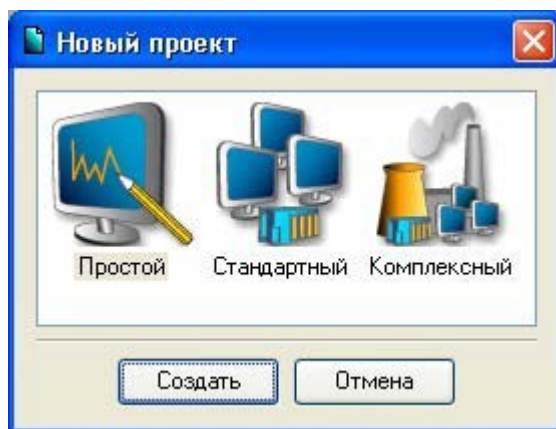 Новый проект
Простой Стандартный Комплексный
Создать Отмена